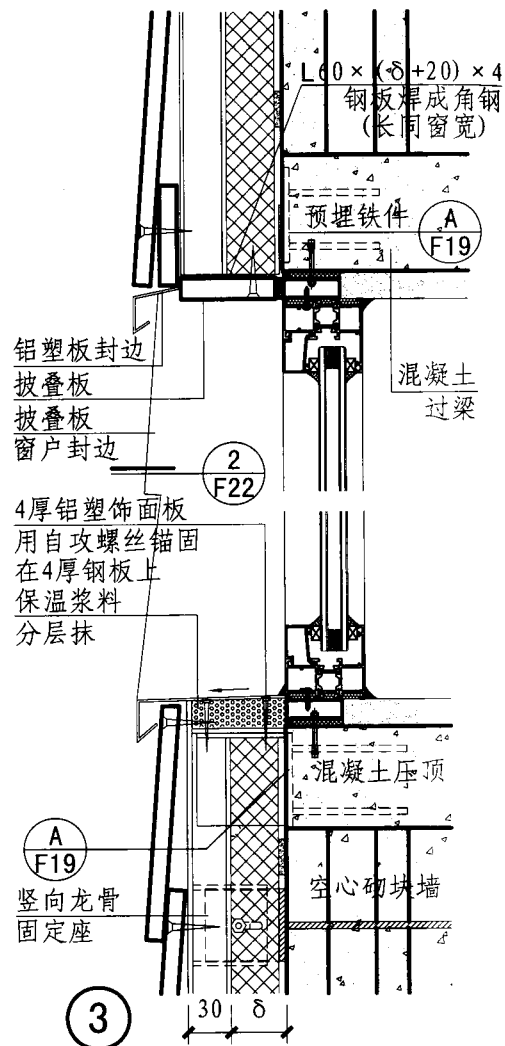 L60×(δ+20)×4
钢板焊成角钢
(长同窗宽)
预埋铁件
A
F19
铝塑板封边
披叠板
披叠板
窗户封边
混凝土
过梁
2
F22
4厚铝塑饰面板
用自攻螺丝锚固
在4厚钢板上
保温浆料
分层抹
混凝土压顶
A
F19
空心砌块墙
竖向龙骨
固定座
3
30
δ